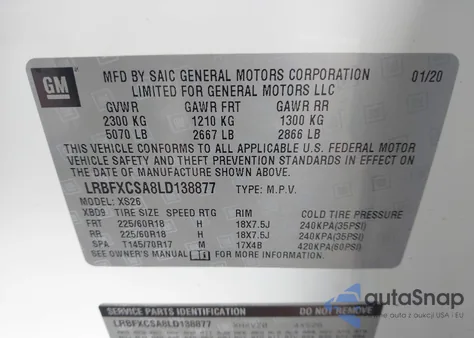 GM
MFD BY SAIC GENERAL MOTORS CORPORATION 01/20
LIMITED FOR GENERAL MOTORS LLC
GVWR GAWR FRT GAWR RR
2300 KG 1210 KG 1300 KG
5070 LB 2667 LB 2866 LB
THIS VEHICLE CONFORMS TO ALL APPLICABLE U.S. FEDERAL MOTOR
VEHICLE SAFETY AND THEFT PREVENTION STANDARDS IN EFFECT ON
THE DATE OF MANUFACTURE SHOWN ABOVE.
LRBFXCSA8LD138877 TYPE: M.P.V.
MODEL: XS26
XBD9 TIRE SIZE SPEED RTG RIM COLD TIRE PRESSURE
FRT 225/60R18 H 18X7.5J 240KPA(35PSI)
RR 225/60R18 H 18X7.5J 240KPA(35PSI)
SPA T145/70R17 M 17X4B 420KPA(60PSI)
SEE OWNER'S MANUAL FOR MORE INFORMATION.
SERVICE PARTS IDENTIFICATION DO NOT REMOVE
LRBFXCSA8LD138877
autoSnap